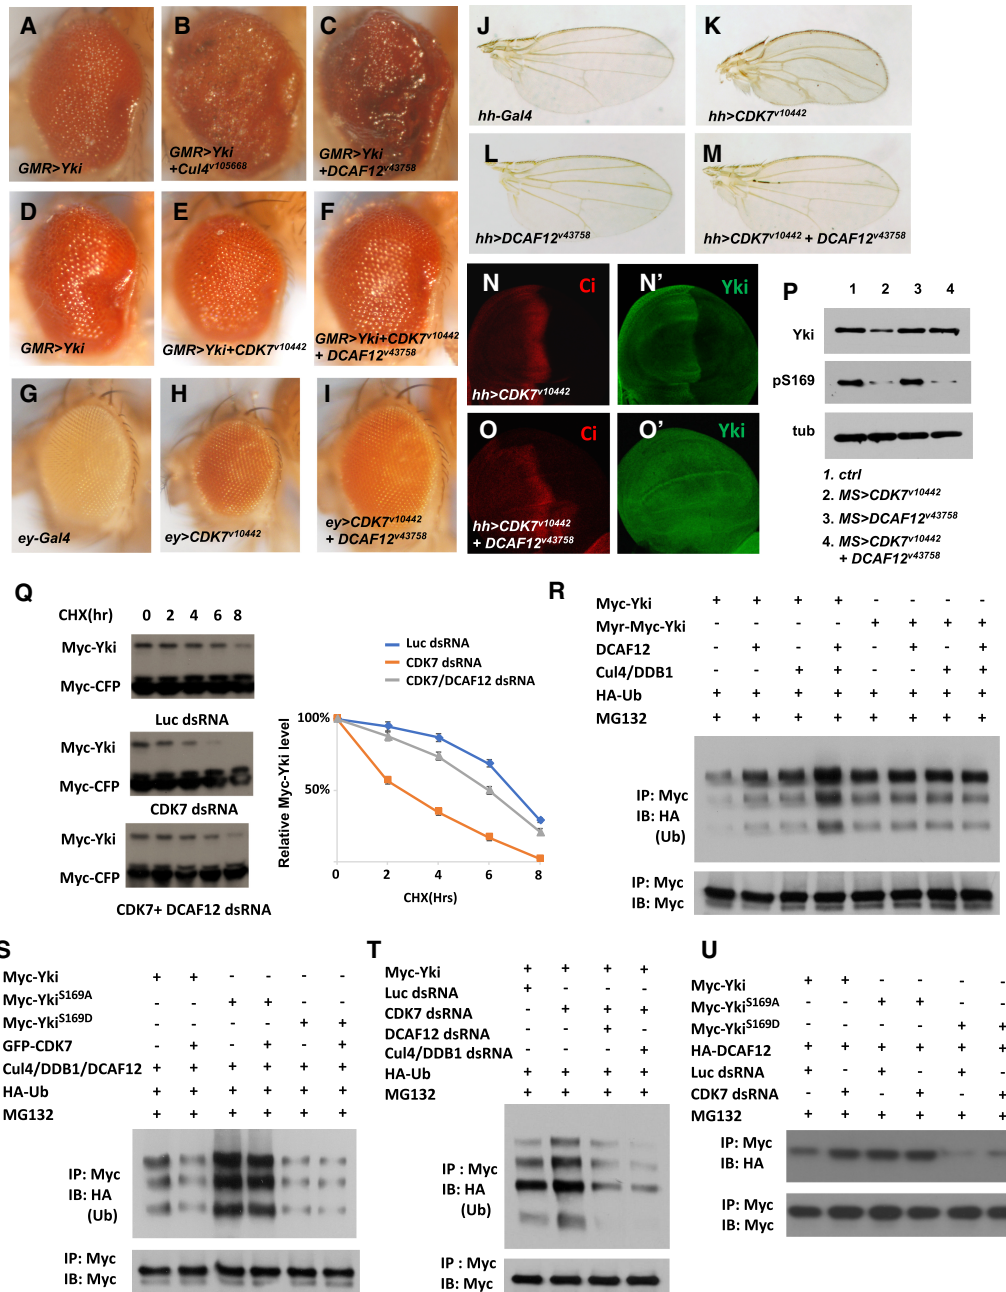 A
GMR>Yki
B
GMR>Yki
+Cul4v105668
C
GMR>Yki
+DCAF12v43758
D
GMR>Yki
E
GMR>Yki+CDK7v10442
F
GMR>Yki+CDK7v10442
+ DCAF12v43758
G
ey-Gal4
H
ey>CDK7v10442
I
ey>CDK7v10442
+ DCAF12v43758
J
hh-Gal4
K
hh>CDK7v10442
L
hh>DCAF12v43758
M
hh>CDK7v10442 + DCAF12v43758
N
Ci
hh>CDK7v10442
N'
Yki
O
Ci
hh>CDK7v10442
+ DCAF12v43758
O'
Yki
P
1 2 3 4
Yki
pS169
tub
1. ctrl
2. MS>CDK7v10442
3. MS>DCAF12v43758
4. MS>CDK7v10442
+ DCAF12v43758
Q
CHX(hr) 0 2 4 6 8
Myc-Yki
Myc-CFP
Luc dsRNA
Myc-Yki
Myc-CFP
CDK7 dsRNA
Myc-Yki
Myc-CFP
CDK7+ DCAF12 dsRNA
Luc dsRNA
CDK7 dsRNA
CDK7/DCAF12 dsRNA
Relative Myc-Yki level
100%
50%
0 2 4 6 8
CHX(Hrs)
R
Myc-Yki + + + + - - - -
Myr-Myc-Yki - - - - + + + +
DCAF12 - + - + - + - +
Cul4/DDB1 - - + + - - + +
HA-Ub + + + + + + + +
MG132 + + + + + + + +
IP: Myc
IB: HA
(Ub)
IP: Myc
IB: Myc
S
Myc-Yki + + - - - -
Myc-YkiS169A - - + + - -
Myc-YkiS169D - - - - + +
GFP-CDK7 - + - + - +
Cul4/DDB1/DCAF12 + + + + + +
HA-Ub + + + + + +
MG132 + + + + + +
IP: Myc
IB: HA
(Ub)
IP: Myc
IB: Myc
T
Myc-Yki + + + +
Luc dsRNA + - - -
CDK7 dsRNA - + + +
DCAF12 dsRNA - - + -
Cul4/DDB1 dsRNA - - - +
HA-Ub + + + +
MG132 + + + +
IP : Myc
IB: HA
(Ub)
IP : Myc
IB: Myc
U
Myc-Yki + + - - - -
Myc-YkiS169A - - + + - -
Myc-YkiS169D - - - - + +
HA-DCAF12 + + + + + +
Luc dsRNA + - + - + -
CDK7 dsRNA - + - + - +
MG132 + + + + + +
IP: Myc
IB: HA
IP: Myc
IB: Myc